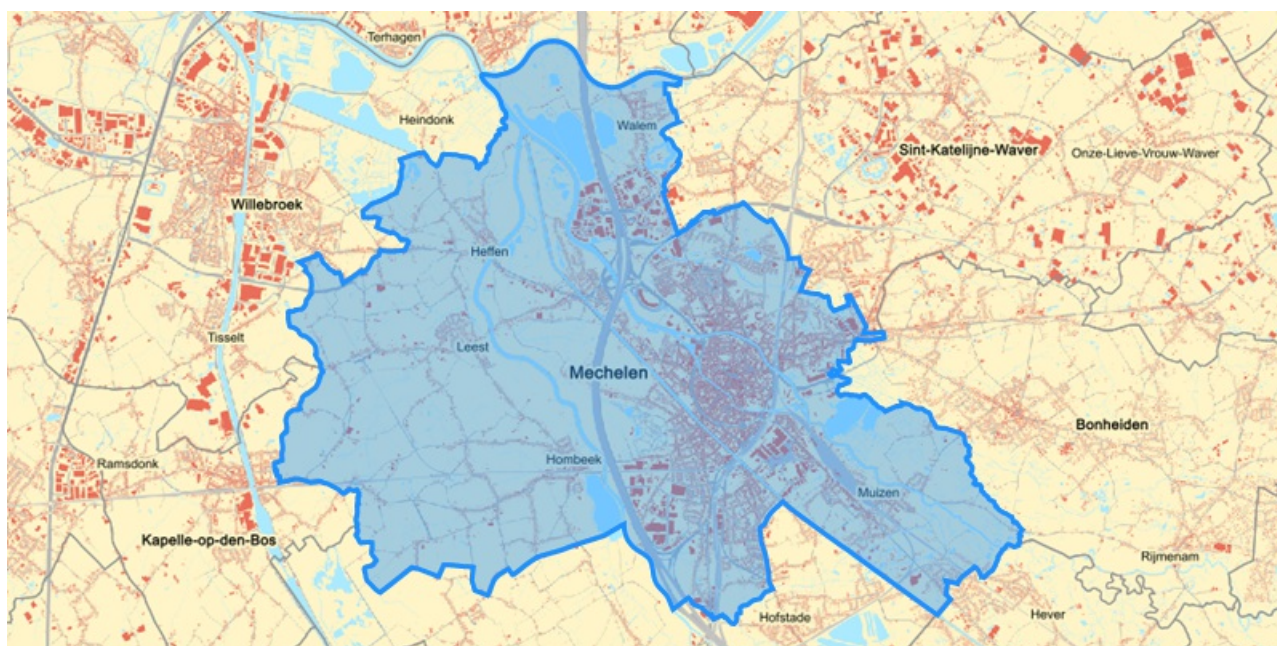 Terhagen
Heindonk
Walem
Sint-Katelijne-Waver
Onze-Lieve-Vrouw-Waver
Willebroek
Heffen
Tisselt
Leest
Mechelen
Bonheiden
Hombeek
Ramsdonk
Muizen
Kapelle-op-den-Bos
Rijmenam
Hofstade
Hever